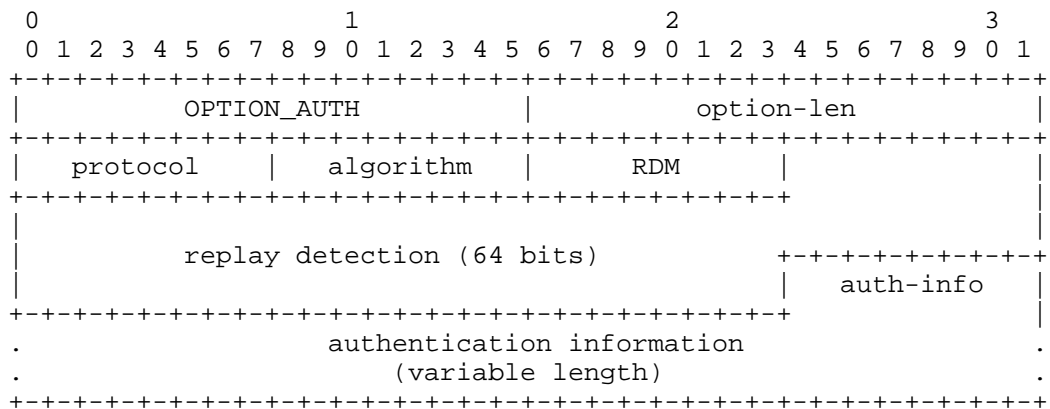 0                   1                   2                   3
0 1 2 3 4 5 6 7 8 9 0 1 2 3 4 5 6 7 8 9 0 1 2 3 4 5 6 7 8 9 0 1
+-+-+-+-+-+-+-+-+-+-+-+-+-+-+-+-+-+-+-+-+-+-+-+-+-+-+-+-+-+-+-+-+
|          OPTION_AUTH          |          option-len           |
+-+-+-+-+-+-+-+-+-+-+-+-+-+-+-+-+-+-+-+-+-+-+-+-+-+-+-+-+-+-+-+-+
|   protocol    |   algorithm   |      RDM      |               |
+-+-+-+-+-+-+-+-+-+-+-+-+-+-+-+-+-+-+-+-+-+-+-+-+               |
|                                                               |
|          replay detection (64 bits)           +-+-+-+-+-+-+-+-+
|                                               |   auth-info   |
+-+-+-+-+-+-+-+-+-+-+-+-+-+-+-+-+-+-+-+-+-+-+-+-+               |
.                   authentication information                  .
.                       (variable length)                       .
+-+-+-+-+-+-+-+-+-+-+-+-+-+-+-+-+-+-+-+-+-+-+-+-+-+-+-+-+-+-+-+-+